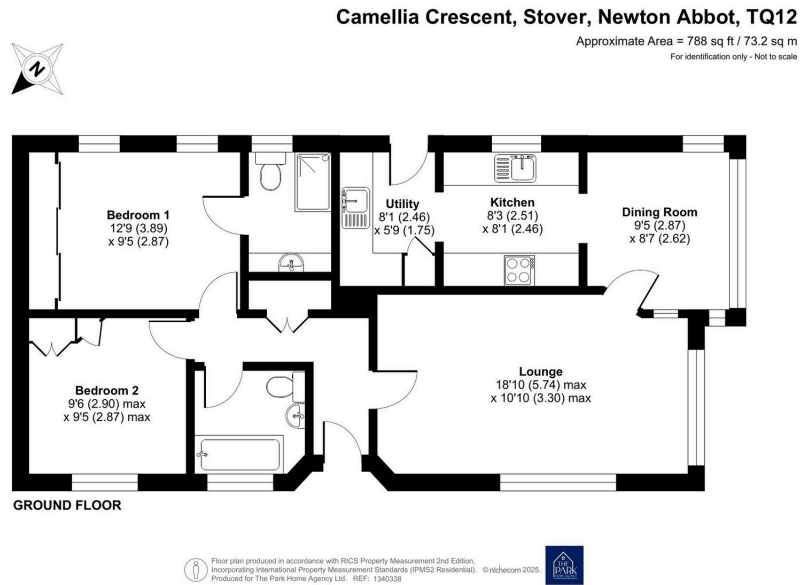 Camellia Crescent, Stover, Newton Abbot, TQ12
Approximate Area = 788 sq ft / 73.2 sq m
For identification only - Not to scale
N
Bedroom 1
12'9 (3.89)
x 9'5 (2.87)
Utility
8'1 (2.46)
x 5'9 (1.75)
Kitchen
8'3 (2.51)
x 8'1 (2.46)
Dining Room
9'5 (2.87)
x 8'7 (2.62)
Bedroom 2
9'6 (2.90) max
x 9'5 (2.87) max
Lounge
18'10 (5.74) max
x 10'10 (3.30) max
GROUND FLOOR
Floor plan produced in accordance with RICS Property Measurement 2nd Edition,
Incorporating International Property Measurement Standards (IPMS2 Residential). © nichecom 2025.
Produced for The Park Home Agency Ltd. REF: 1340338
THE
PARK
HOME AGENCY